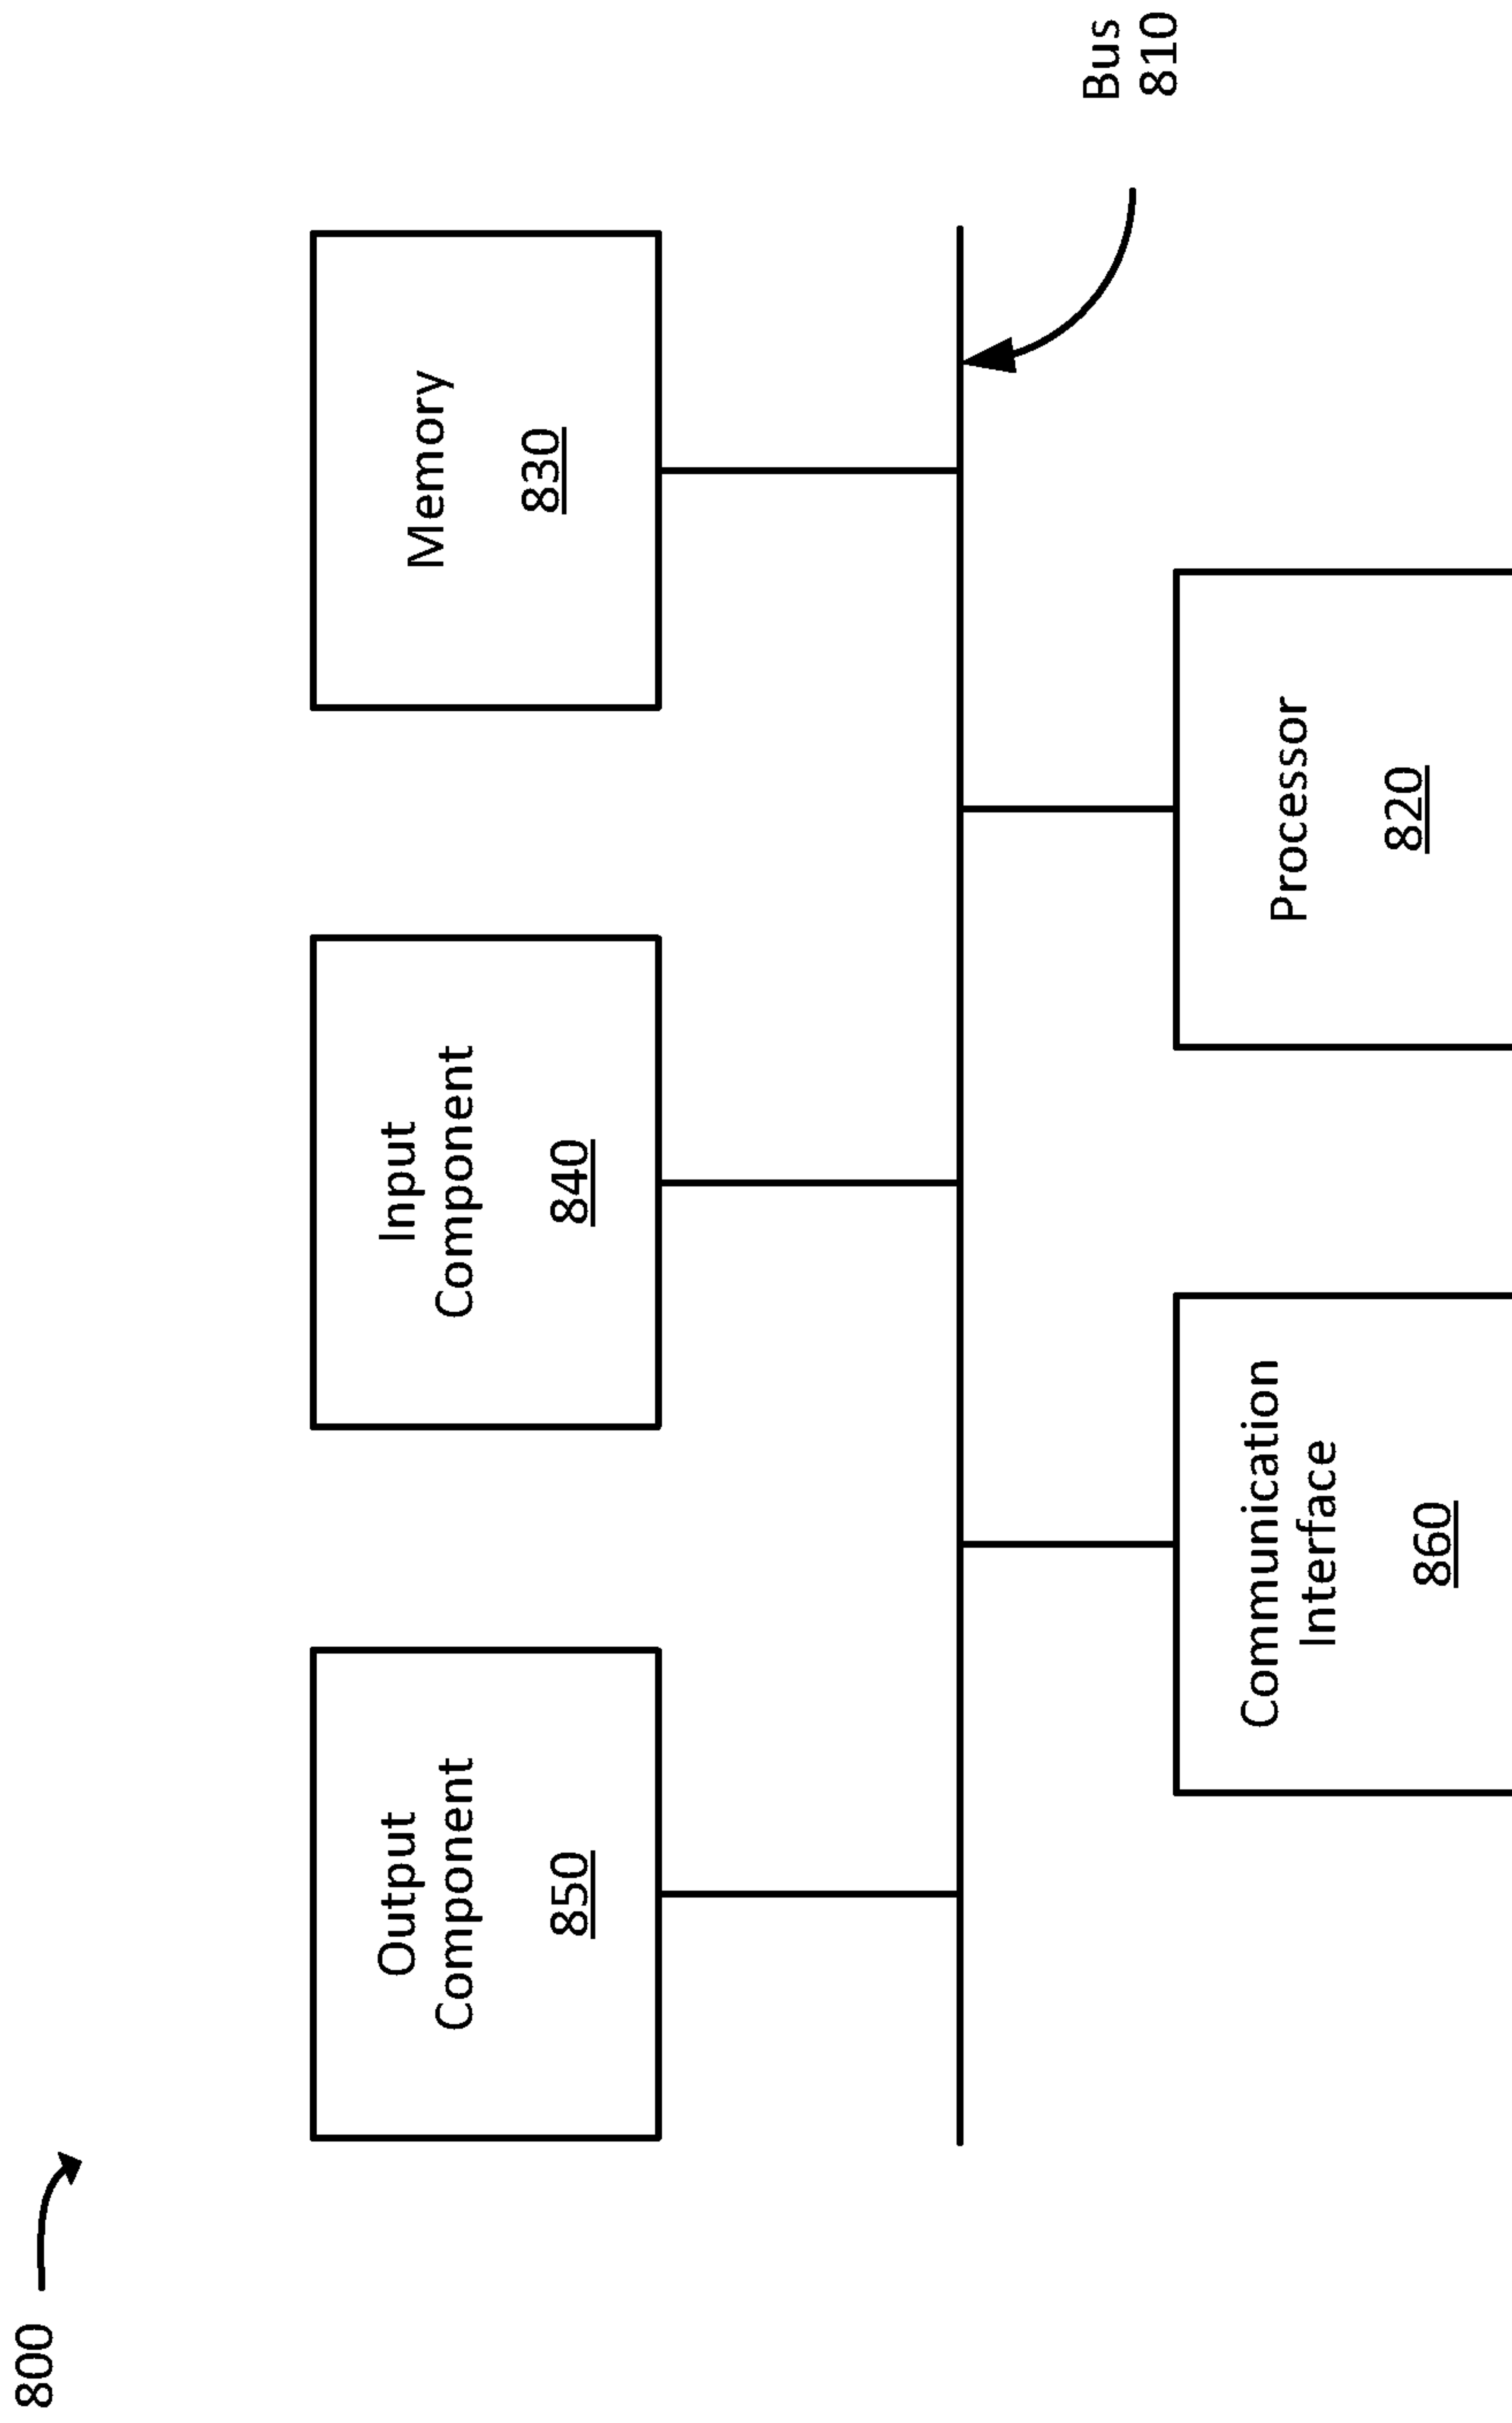 800
Output
Component
850
Input
Component
840
Memory
830
Bus
810
Communication
Interface
860
Processor
820